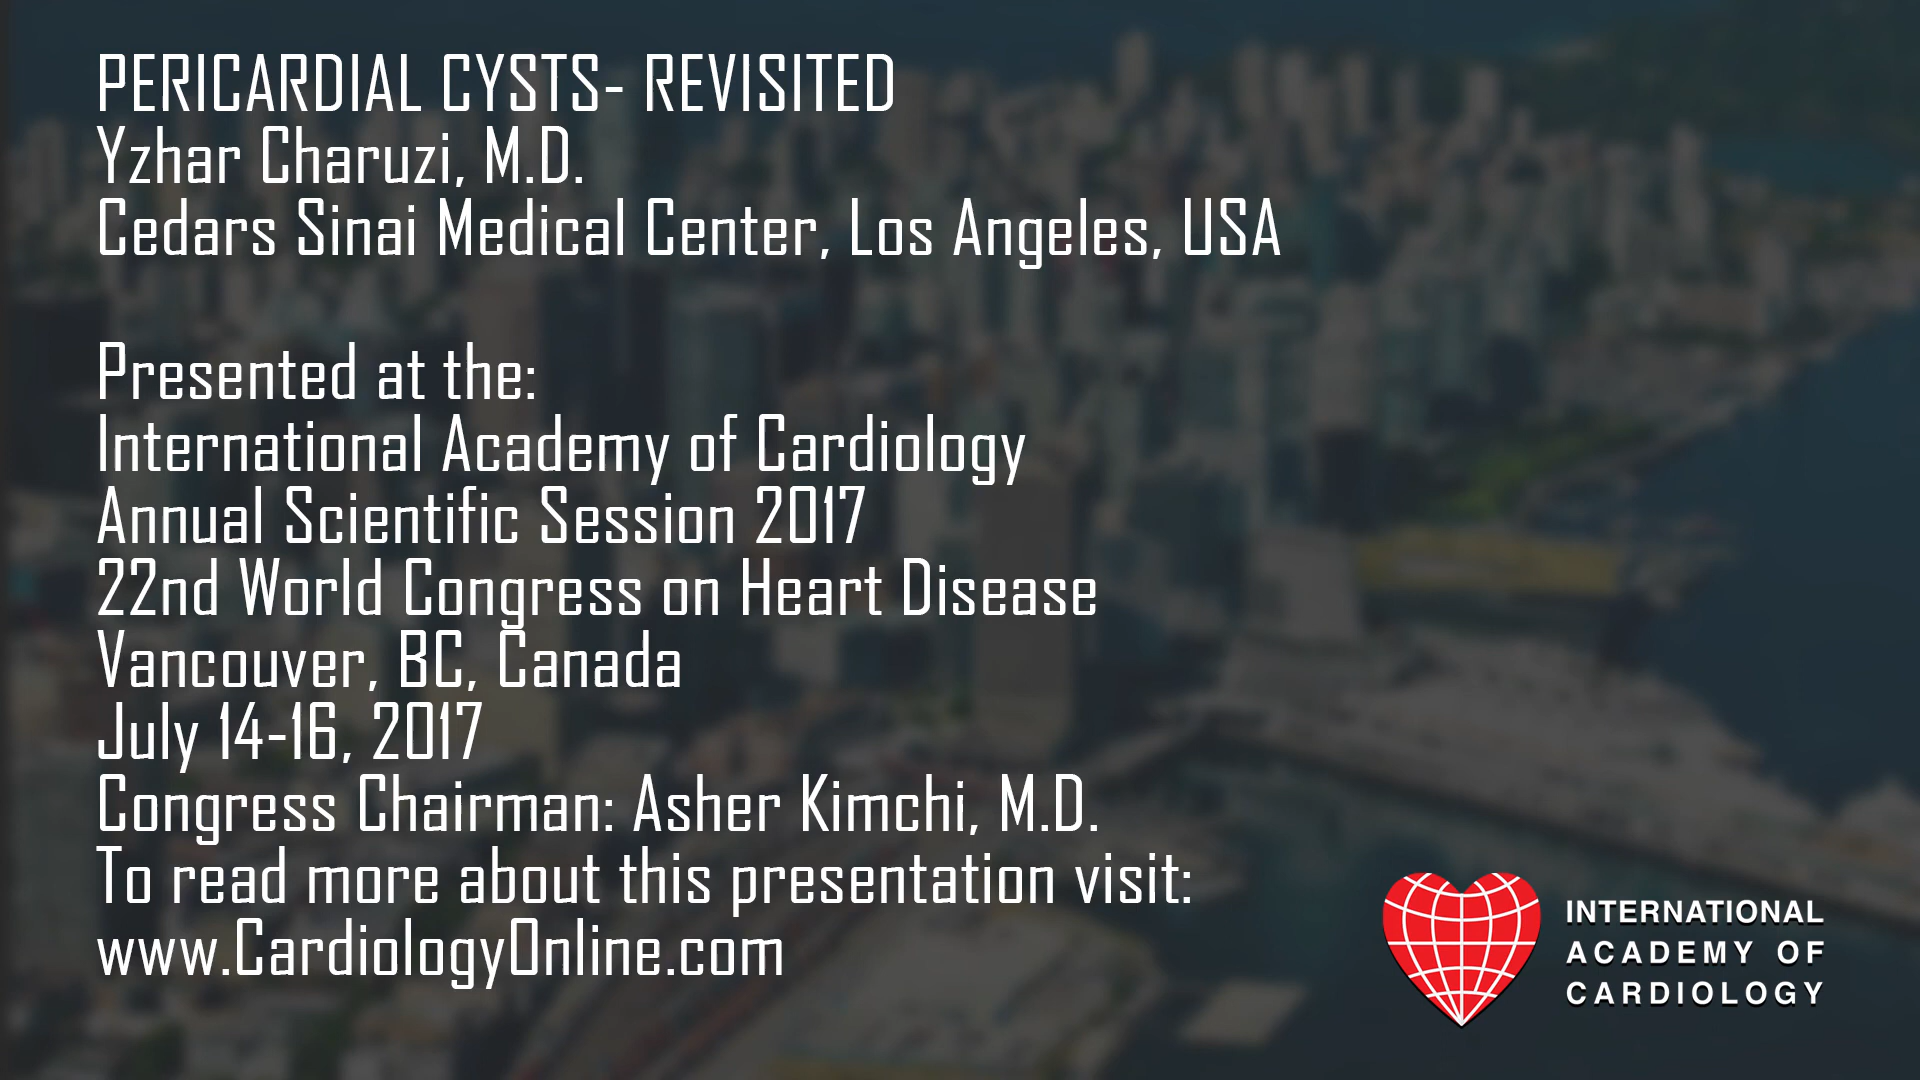 PERICARDIAL CYSTS- REVISITED
Yzhar Charuzi, M.D.
Cedars Sinai Medical Center, Los Angeles, USA
Presented at the:
International Academy of Cardiology
Annual Scientific Session 2017
22nd World Congress on Heart Disease
Vancouver, BC, Canada
July 14-16, 2017
Congress Chairman: Asher Kimchi, M.D.
To read more about this presentation visit:
www.CardiologyOnline.com
INTERNATIONAL
ACADEMY OF
CARDIOLOGY